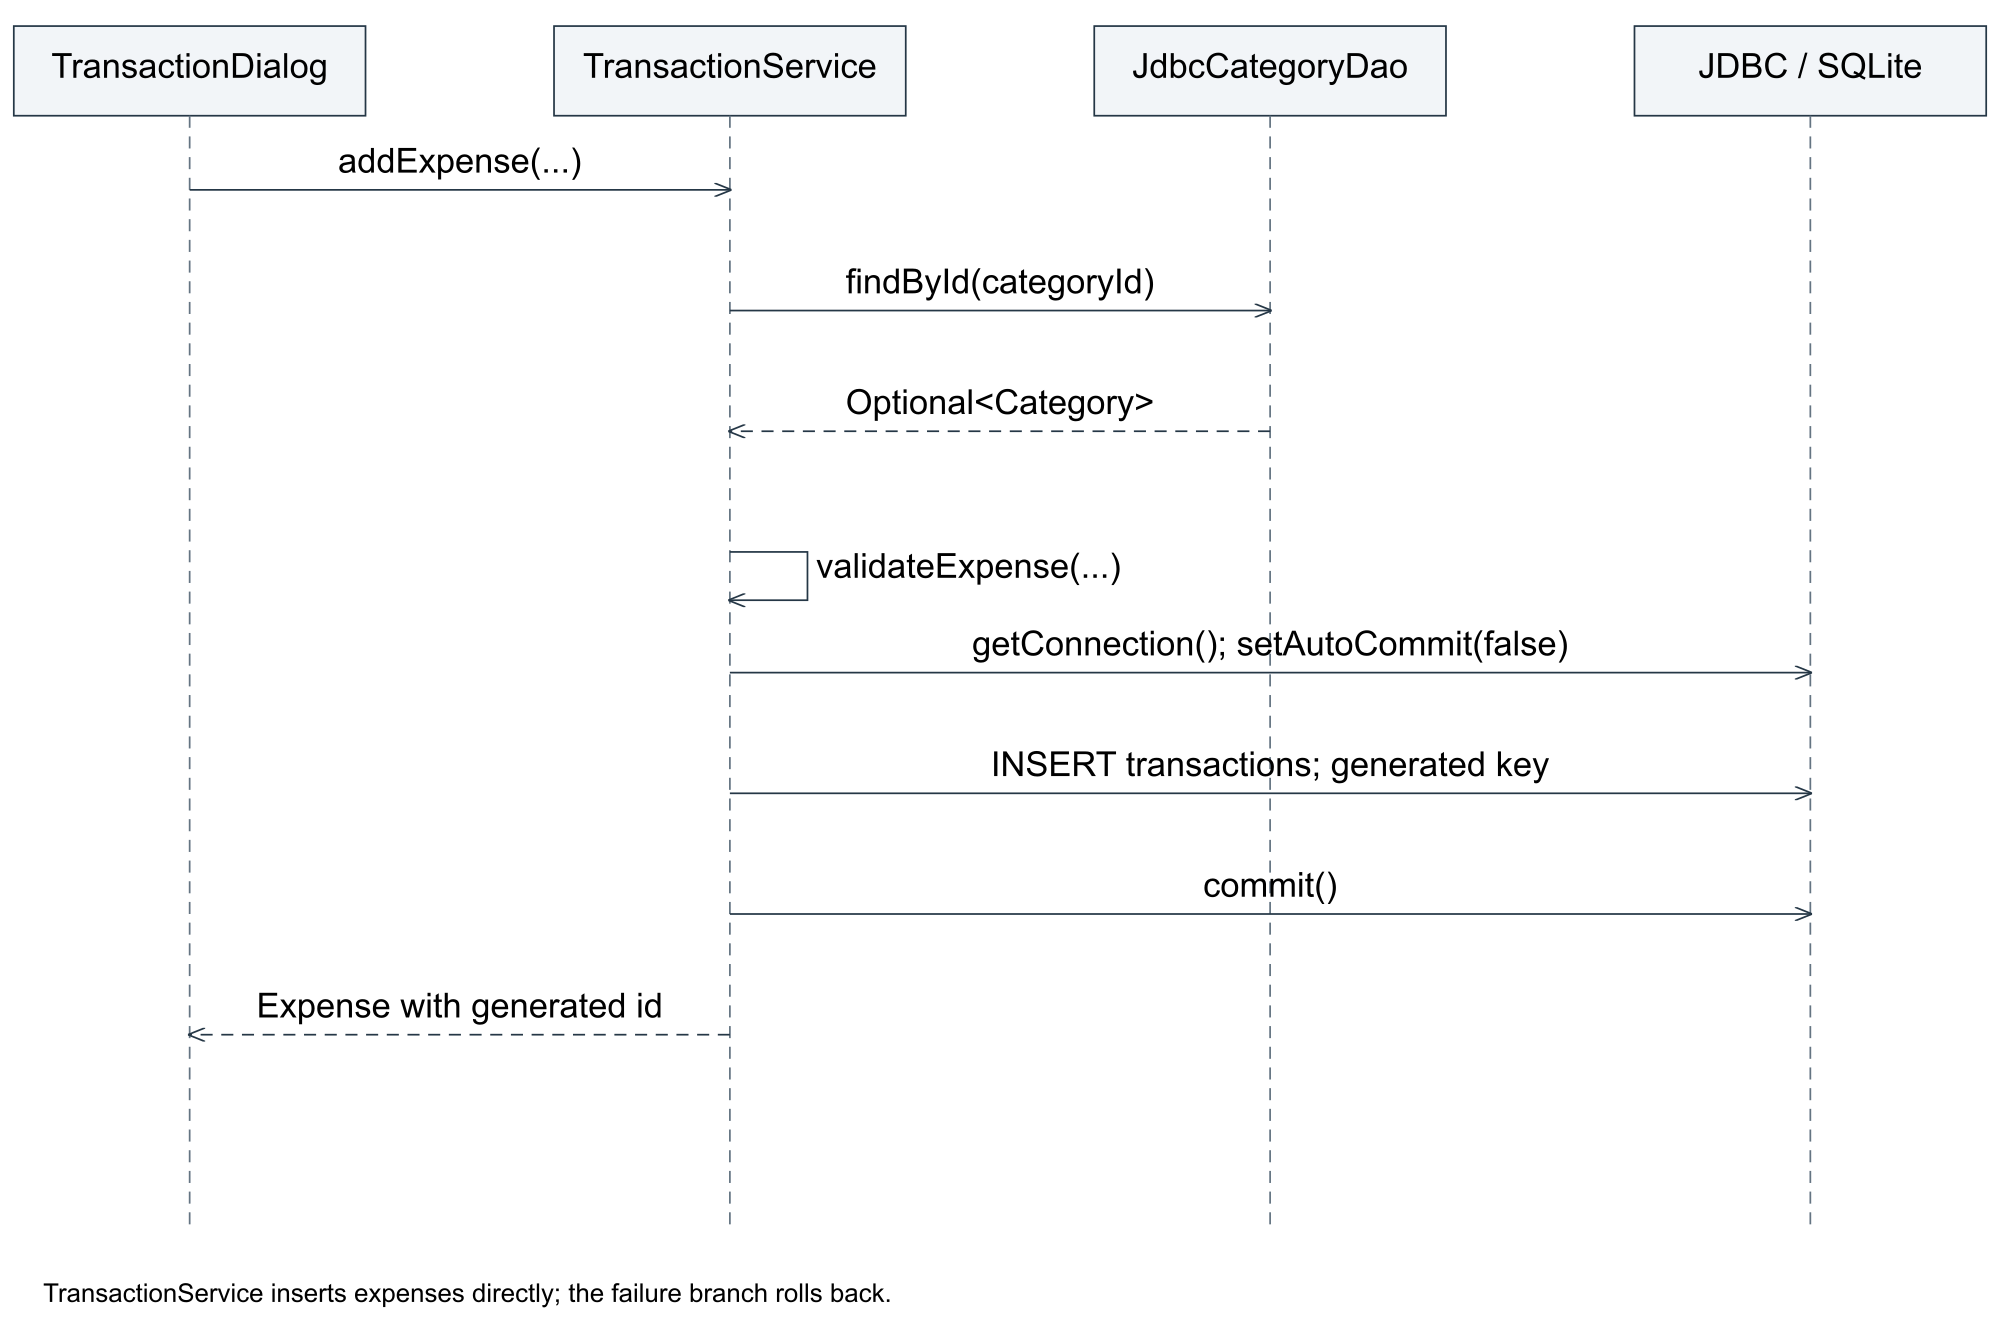 TransactionDialog
TransactionService
JdbcCategoryDao
JDBC / SQLite
addExpense(...)
findById(categoryId)
Optional<Category>
validateExpense(...)
getConnection(); setAutoCommit(false)
INSERT transactions; generated key
commit()
Expense with generated id
TransactionService inserts expenses directly; the failure branch rolls back.